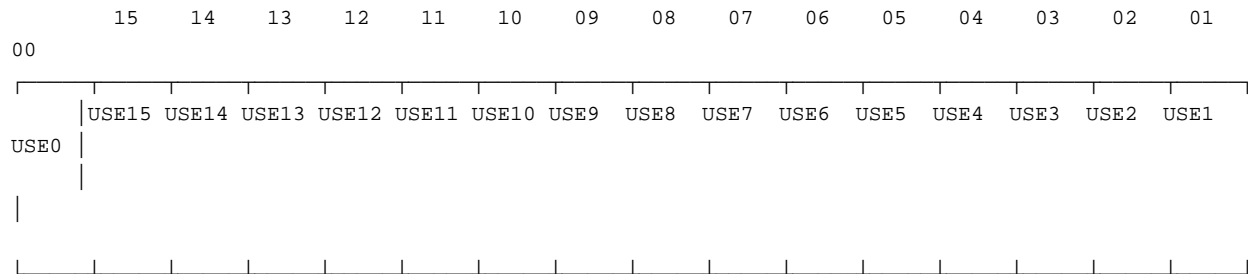 15 14 13 12 11 10 09 08 07 06 05 04 03 02 01
00
USE15 USE14 USE13 USE12 USE11 USE10 USE9 USE8 USE7 USE6 USE5 USE4 USE3 USE2 USE1
USE0